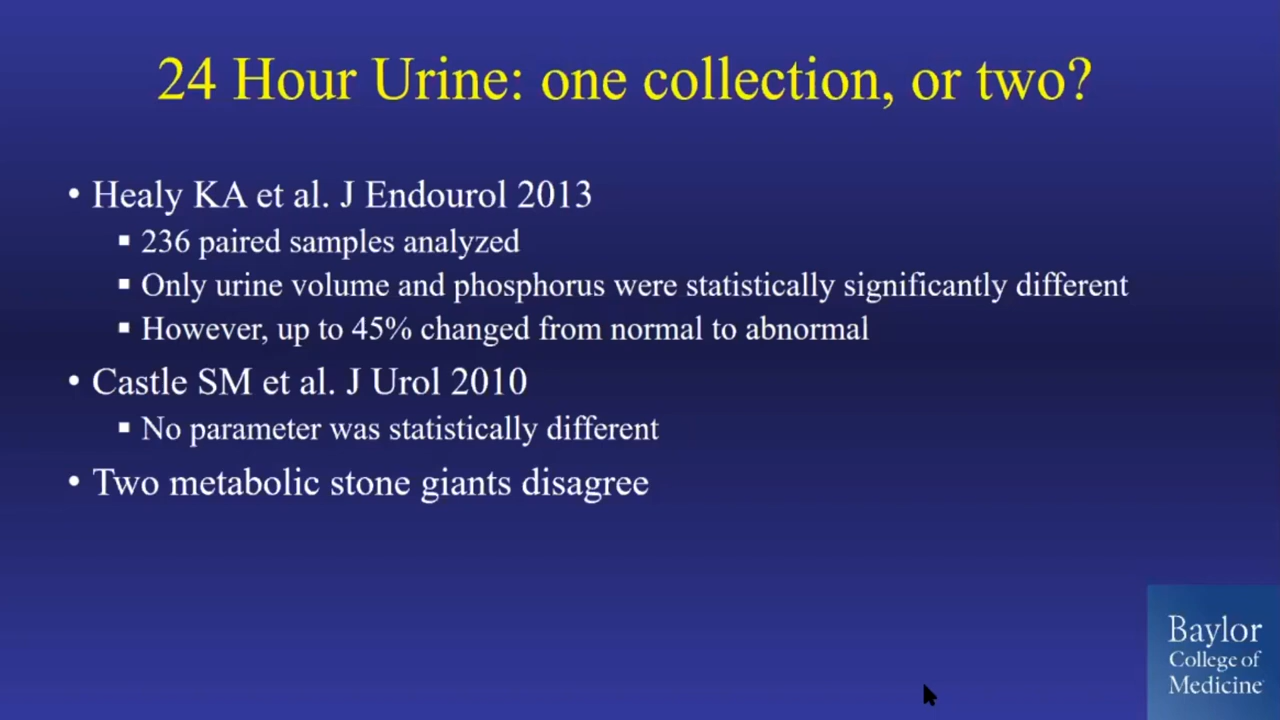 24 Hour Urine: one collection, or two?
• Healy KA et al. J Endourol 2013
▪ 236 paired samples analyzed
▪ Only urine volume and phosphorus were statistically significantly different
▪ However, up to 45% changed from normal to abnormal
• Castle SM et al. J Urol 2010
▪ No parameter was statistically different
• Two metabolic stone giants disagree
Baylor
College of
Medicine